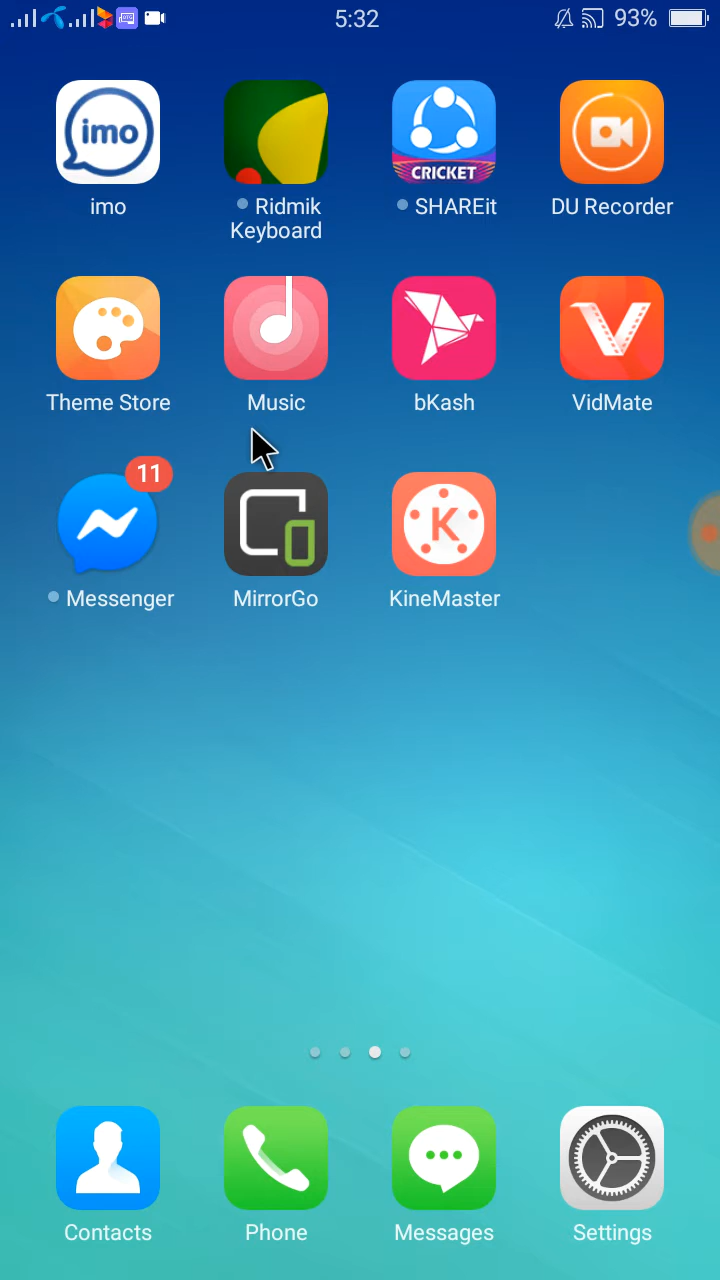 5:32
93%
imo
CRICKET
imo
Ridmik
Keyboard
SHAREit
DU Recorder
Theme Store
Music
bKash
VidMate
11
K
Messenger
MirrorGo
KineMaster
Contacts
Phone
Messages
Settings